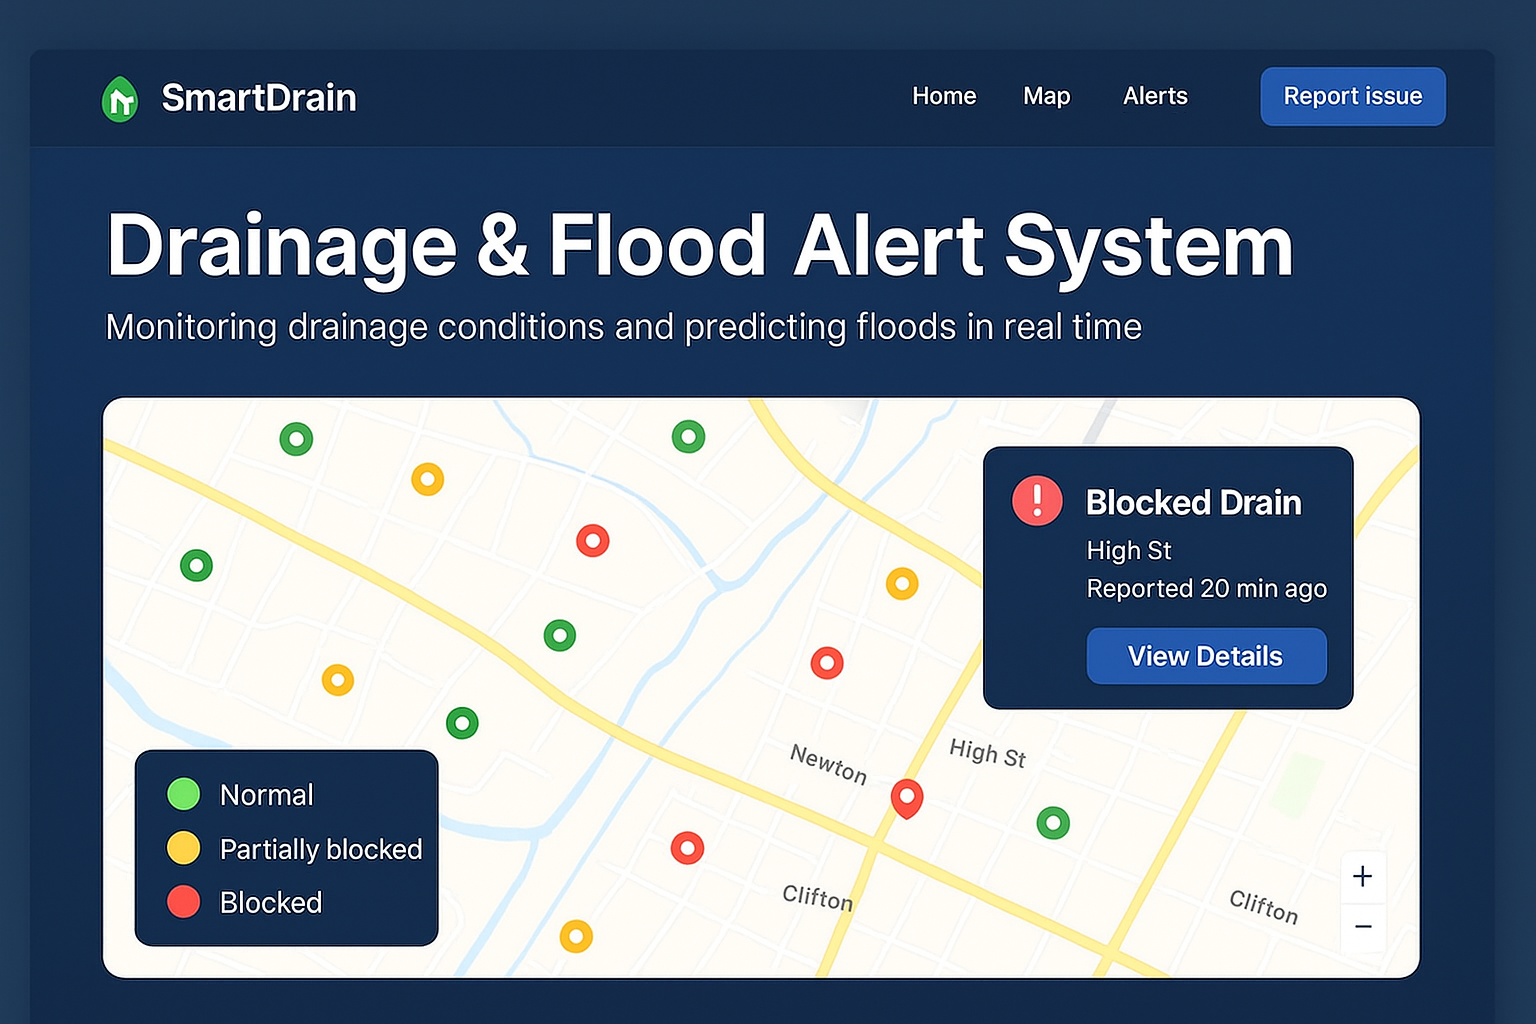 SmartDrain
Home
Map
Alerts
Report issue
Drainage & Flood Alert System
Monitoring drainage conditions and predicting floods in real time
Blocked Drain
High St
Reported 20 min ago
View Details
Newton
High St
Normal
Partially blocked
Blocked
Clifton
Clifton
+
−